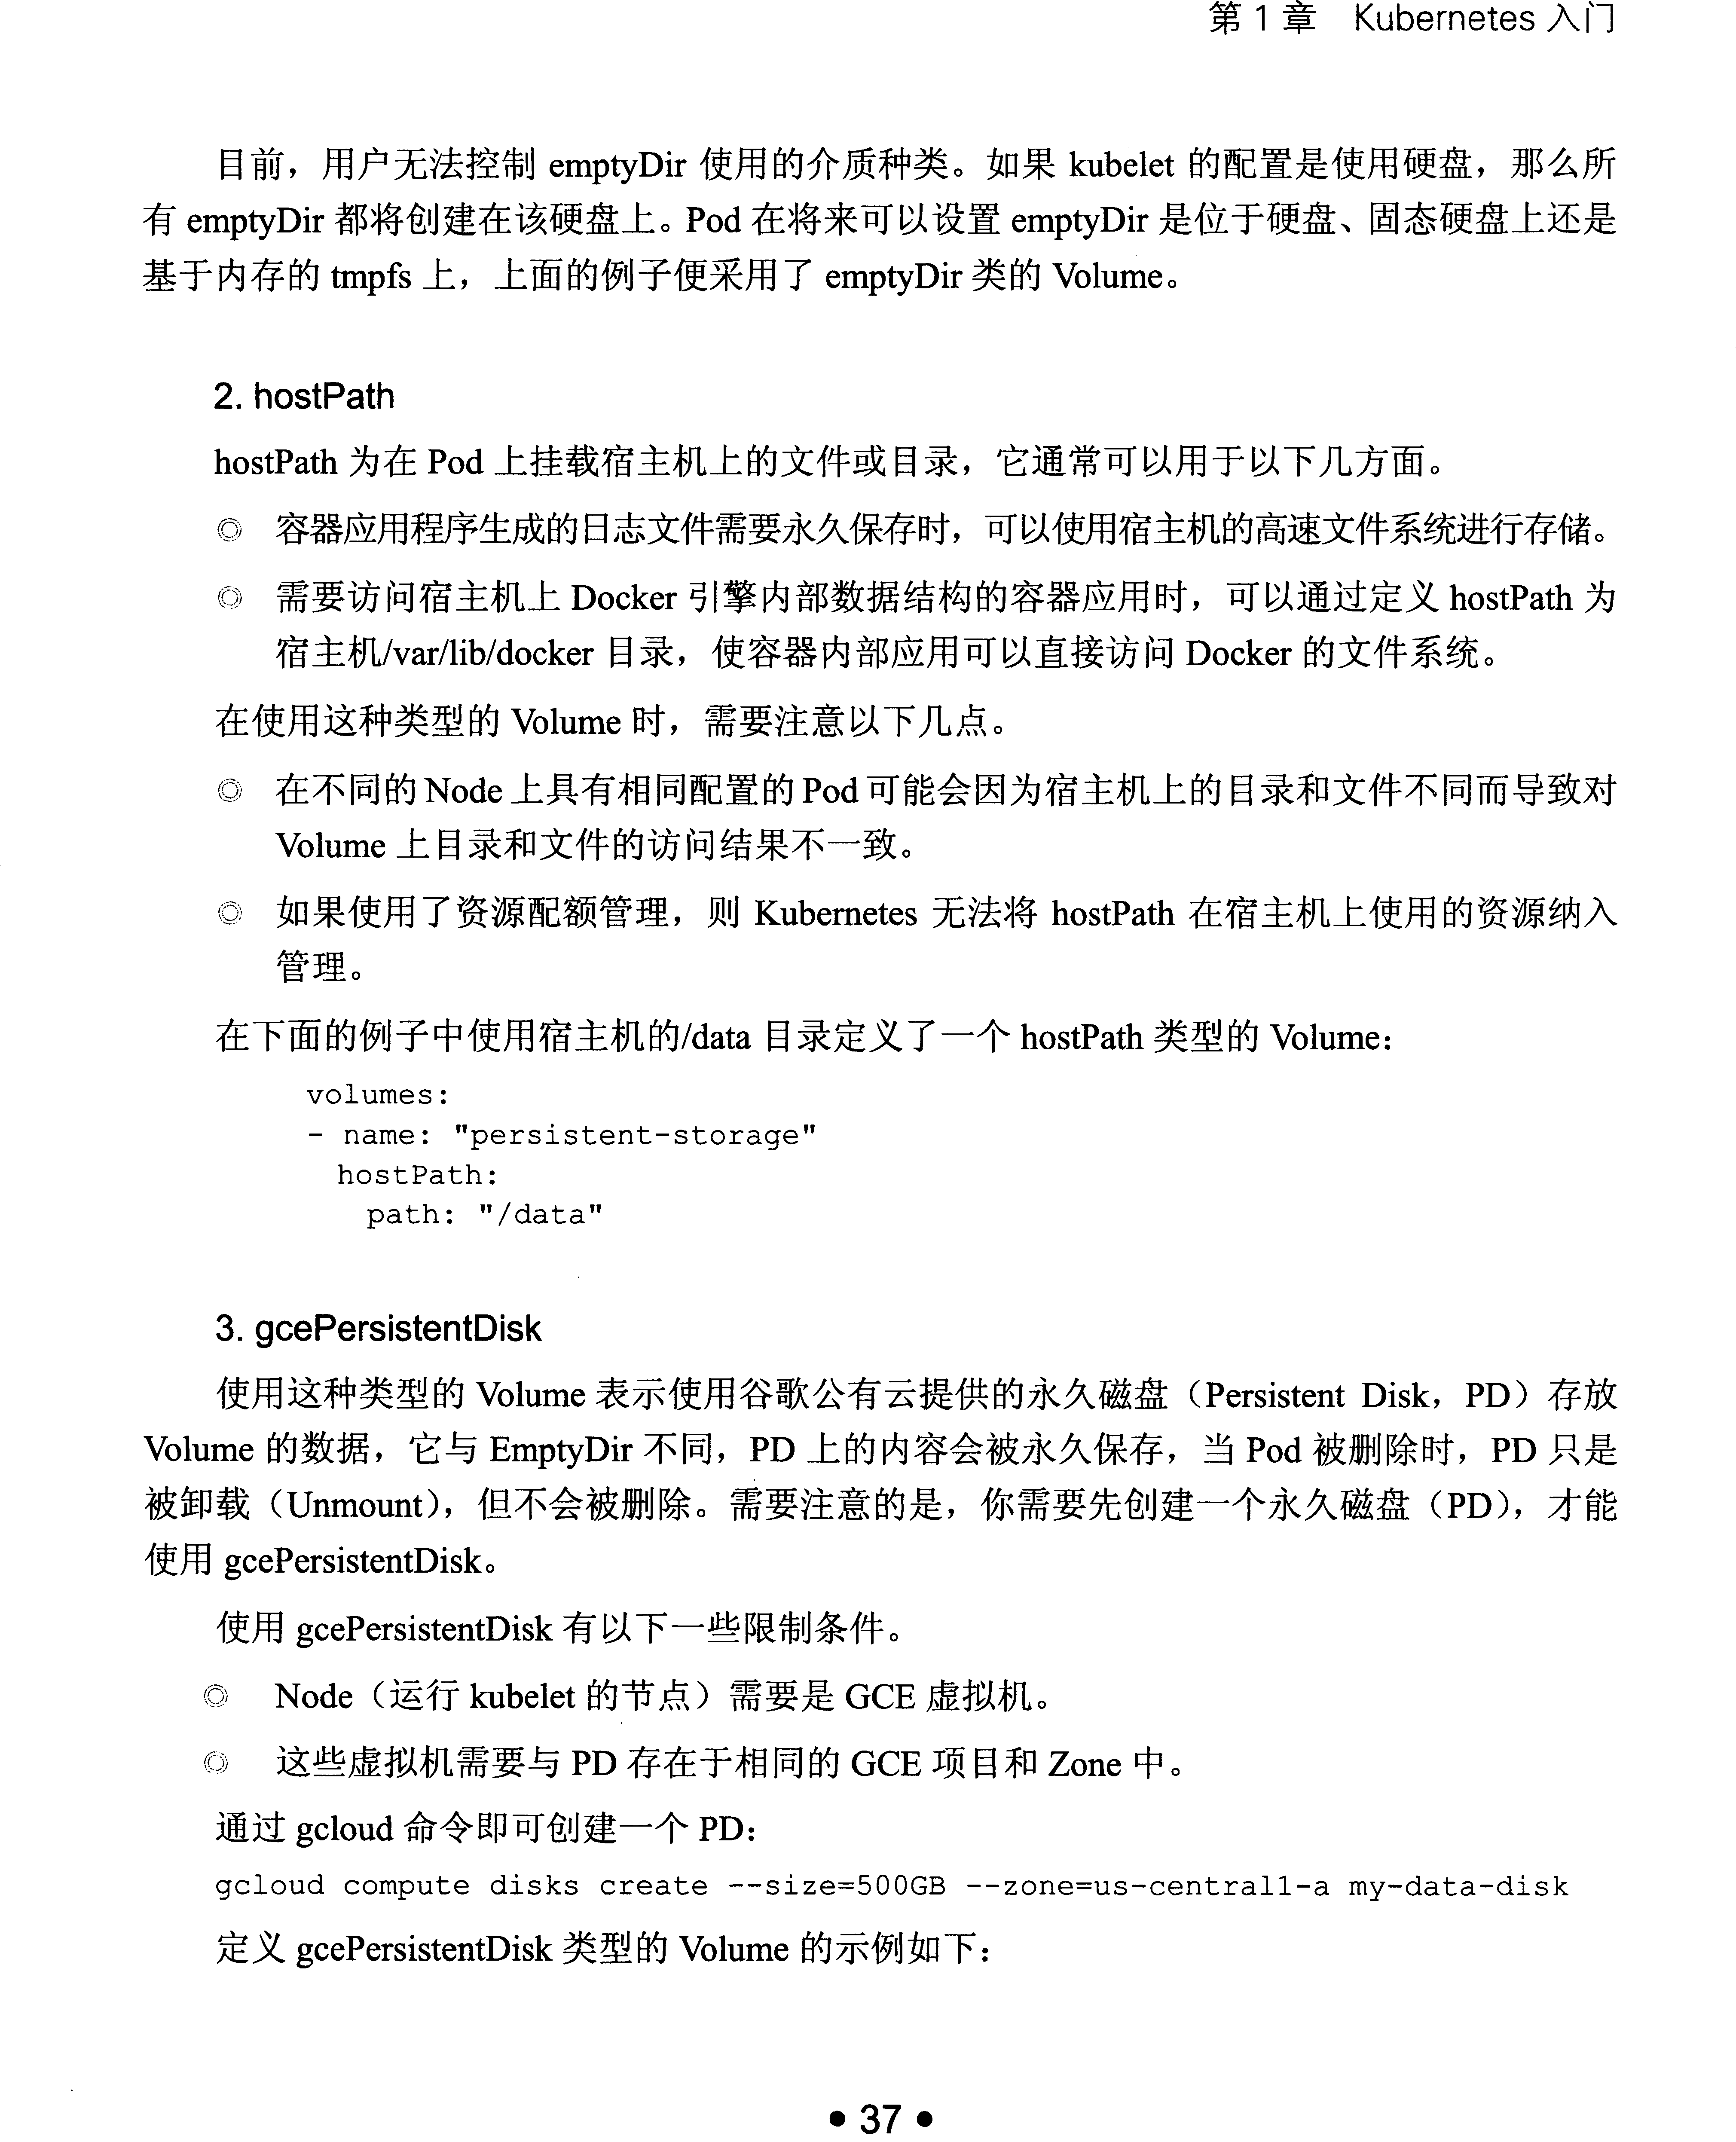 第 1 章 Kubernetes 入门
目前，用户无法控制 emptyDir 使用的介质种类。如果 kubelet 的配置是使用硬盘，那么所
有 emptyDir 都将创建在该硬盘上。Pod 在将来可以设置 emptyDir 是位于硬盘、固态硬盘上还是
基于内存的 tmpfs 上，上面的例子便采用了 emptyDir 类的 Volume。
2. hostPath
hostPath 为在 Pod 上挂载宿主机上的文件或目录，它通常可以用于以下几方面。
◎ 容器应用程序生成的日志文件需要永久保存时，可以使用宿主机的高速文件系统进行存储。
◎ 需要访问宿主机上 Docker 引擎内部数据结构的容器应用时，可以通过定义 hostPath 为
宿主机/var/lib/docker 目录，使容器内部应用可以直接访问 Docker 的文件系统。
在使用这种类型的 Volume 时，需要注意以下几点。
◎ 在不同的 Node 上具有相同配置的 Pod 可能会因为宿主机上的目录和文件不同而导致对
Volume 上目录和文件的访问结果不一致。
◎ 如果使用了资源配额管理，则 Kubernetes 无法将 hostPath 在宿主机上使用的资源纳入
管理。
在下面的例子中使用宿主机的/data 目录定义了一个 hostPath 类型的 Volume：
volumes:
- name: "persistent-storage"
hostPath:
path: "/data"
3. gcePersistentDisk
使用这种类型的 Volume 表示使用谷歌公有云提供的永久磁盘（Persistent Disk，PD）存放
Volume 的数据，它与 EmptyDir 不同，PD 上的内容会被永久保存，当 Pod 被删除时，PD 只是
被卸载（Unmount），但不会被删除。需要注意的是，你需要先创建一个永久磁盘（PD），才能
使用 gcePersistentDisk。
使用 gcePersistentDisk 有以下一些限制条件。
◎ Node（运行 kubelet 的节点）需要是 GCE 虚拟机。
◎ 这些虚拟机需要与 PD 存在于相同的 GCE 项目和 Zone 中。
通过 gcloud 命令即可创建一个 PD：
gcloud compute disks create --size=500GB --zone=us-central1-a my-data-disk
定义 gcePersistentDisk 类型的 Volume 的示例如下：
• 37 •